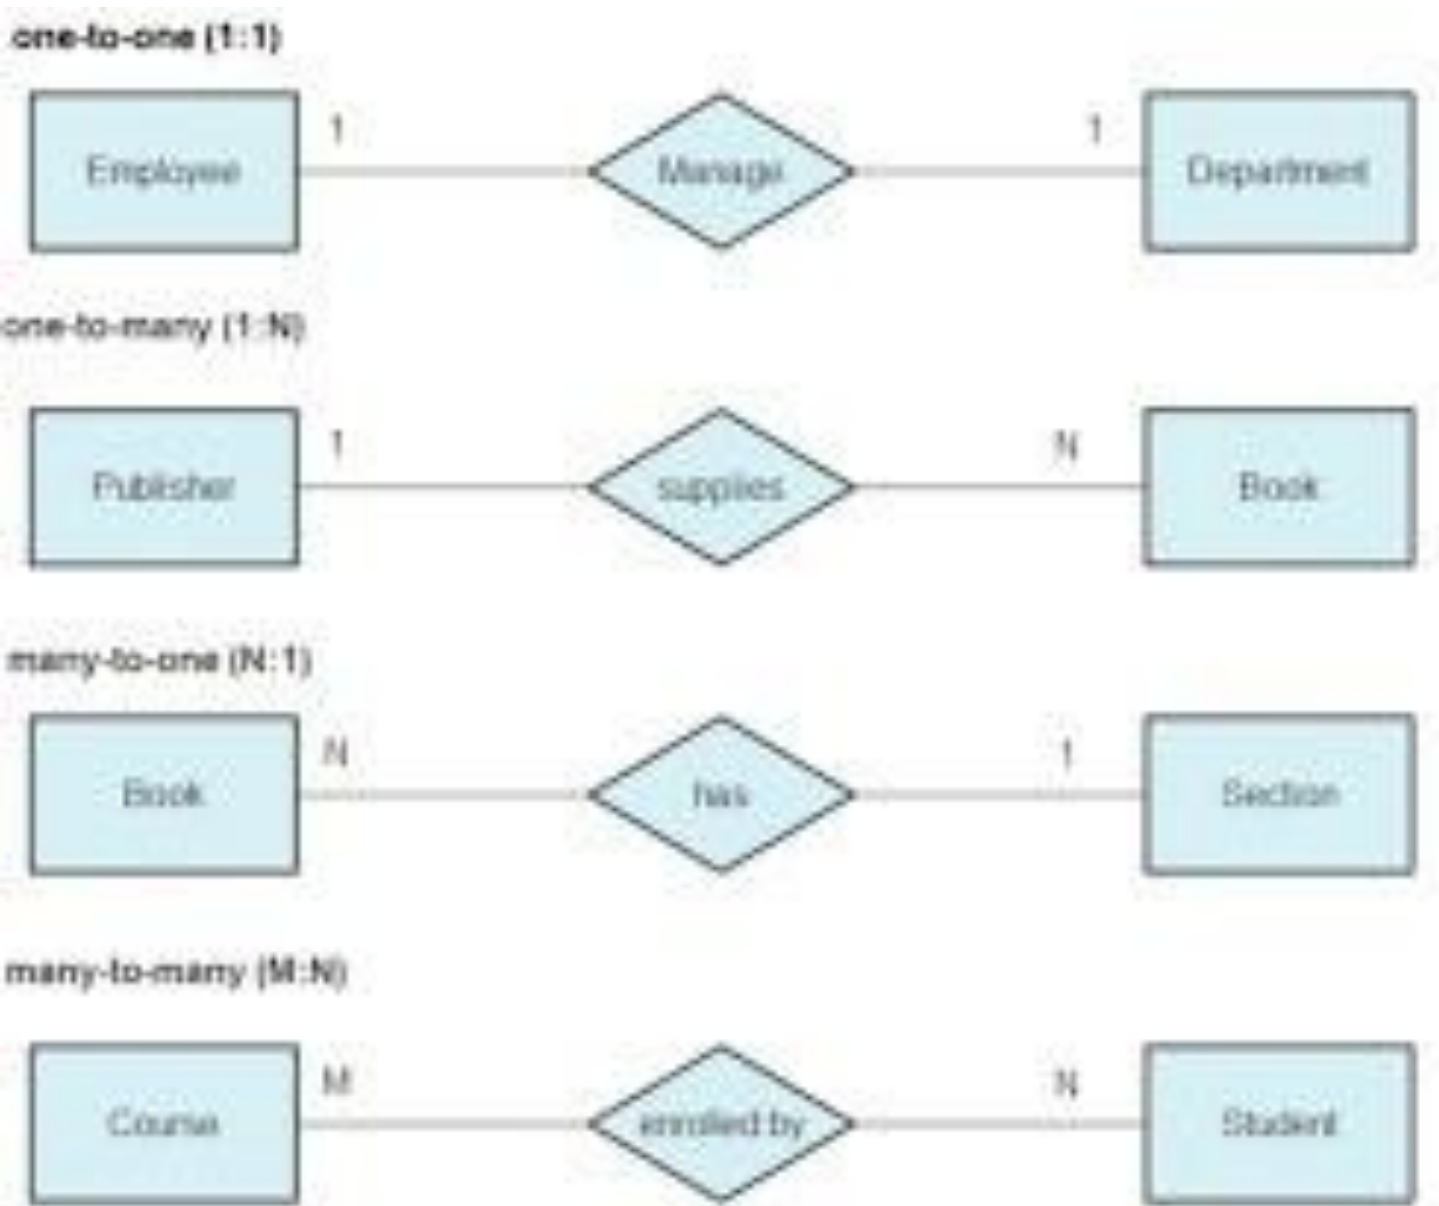 one-to-one (1:1)
Employee 1 Manage 1 Department
one-to-many (1:N)
Publisher 1 supplies N Book
many-to-one (N:1)
Book N has 1 Section
many-to-many (M:N)
Course M enrolled by N Student